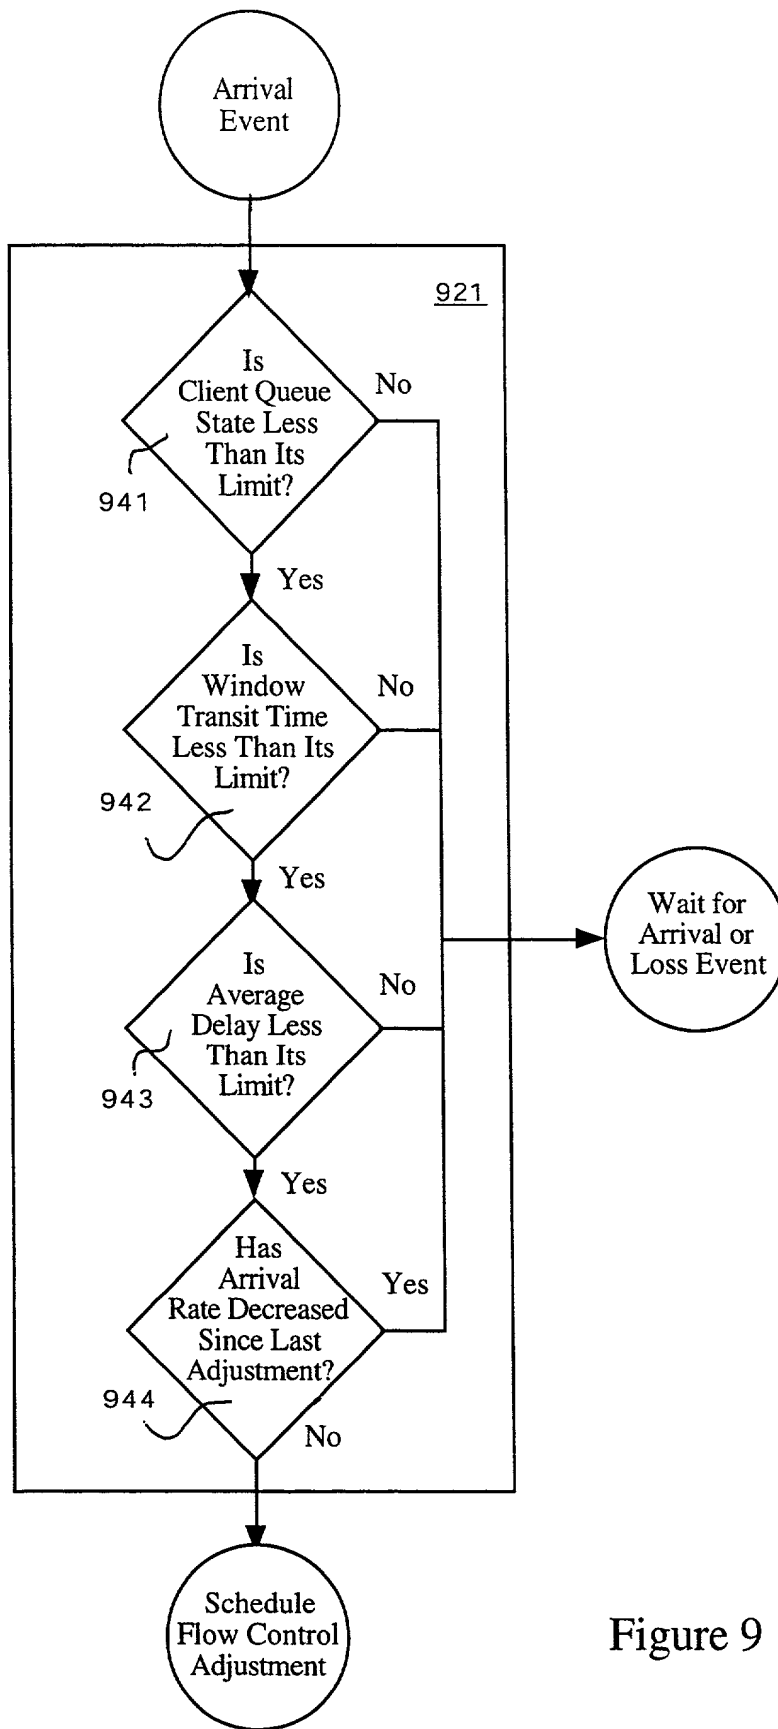 Arrival
Event
921
Is
Client Queue
State Less
Than Its
Limit?
No
941
Yes
Is
Window
Transit Time
Less Than Its
Limit?
No
942
Yes
Is
Average
Delay Less
Than Its
Limit?
No
943
Wait for
Arrival or
Loss Event
Yes
Has
Arrival
Rate Decreased
Since Last
Adjustment?
Yes
944
No
Schedule
Flow Control
Adjustment
Figure 9